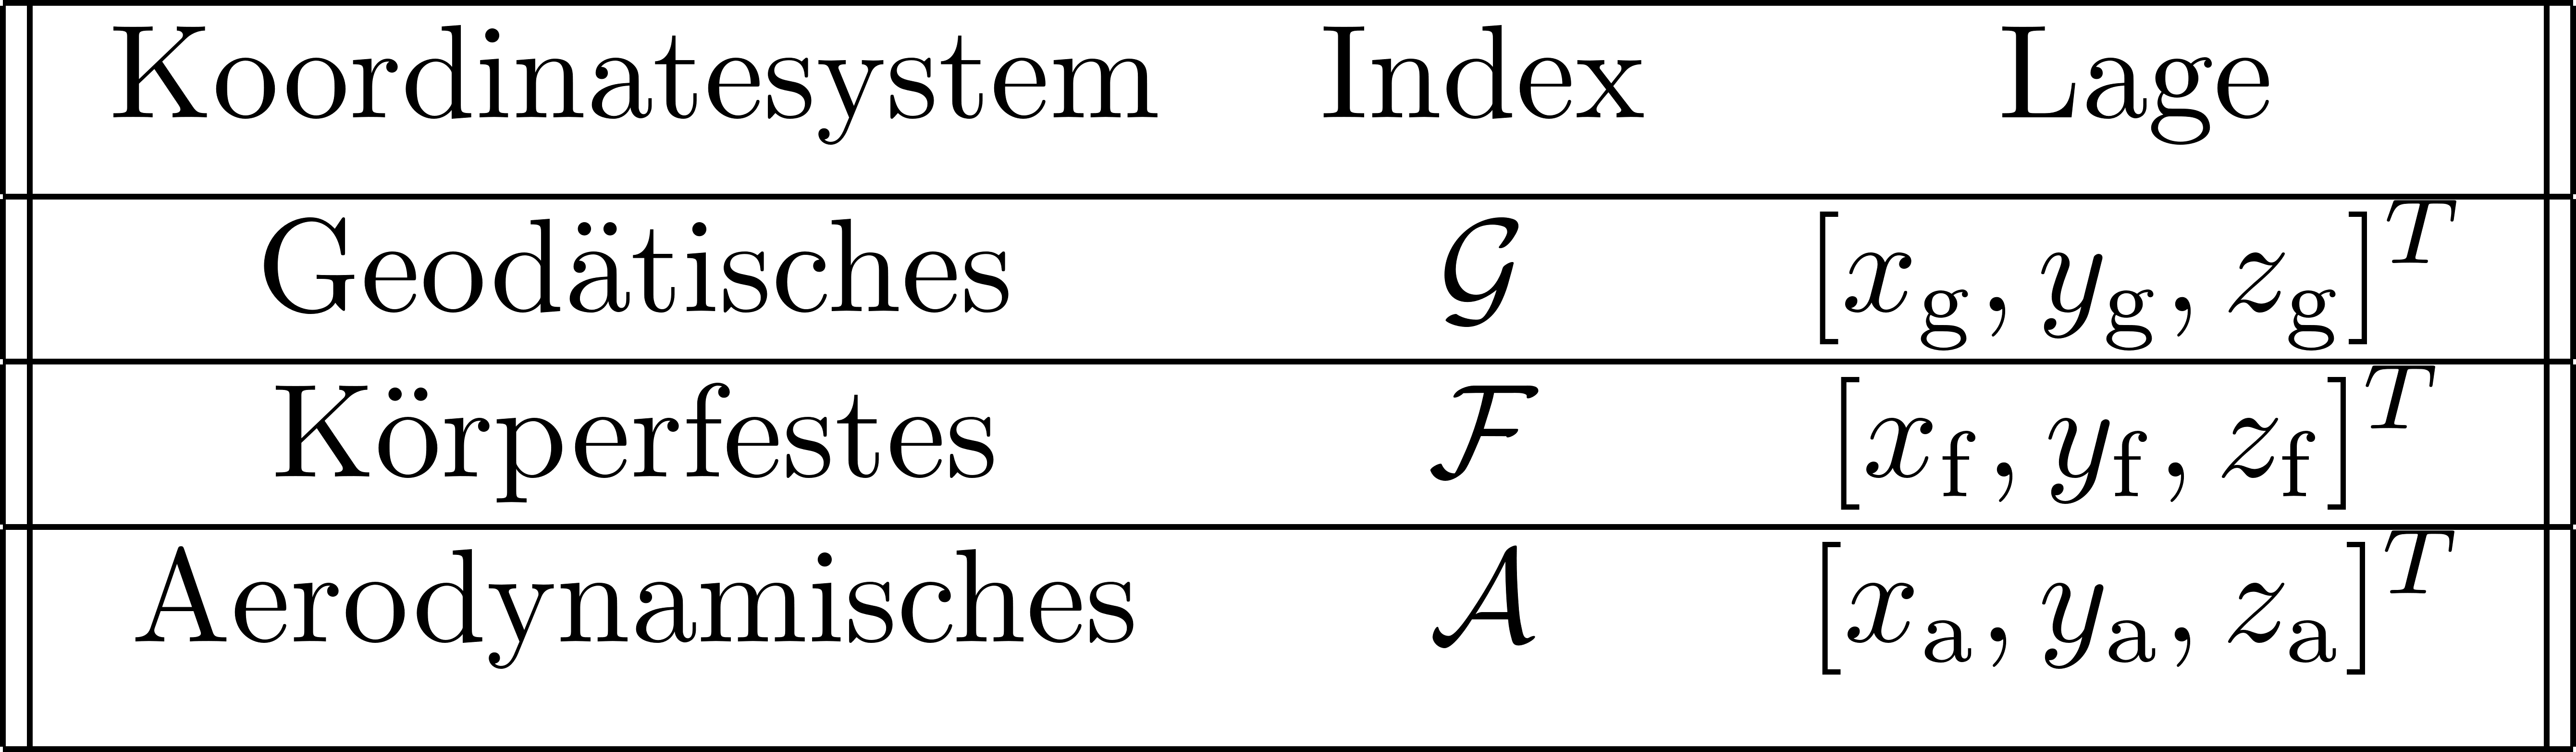 Koordinatesystem Index Lage
Geodätisches 𝒢 [x_g, y_g, z_g]^T
Körperfestes ℱ [x_f, y_f, z_f]^T
Aerodynamisches 𝒜 [x_a, y_a, z_a]^T